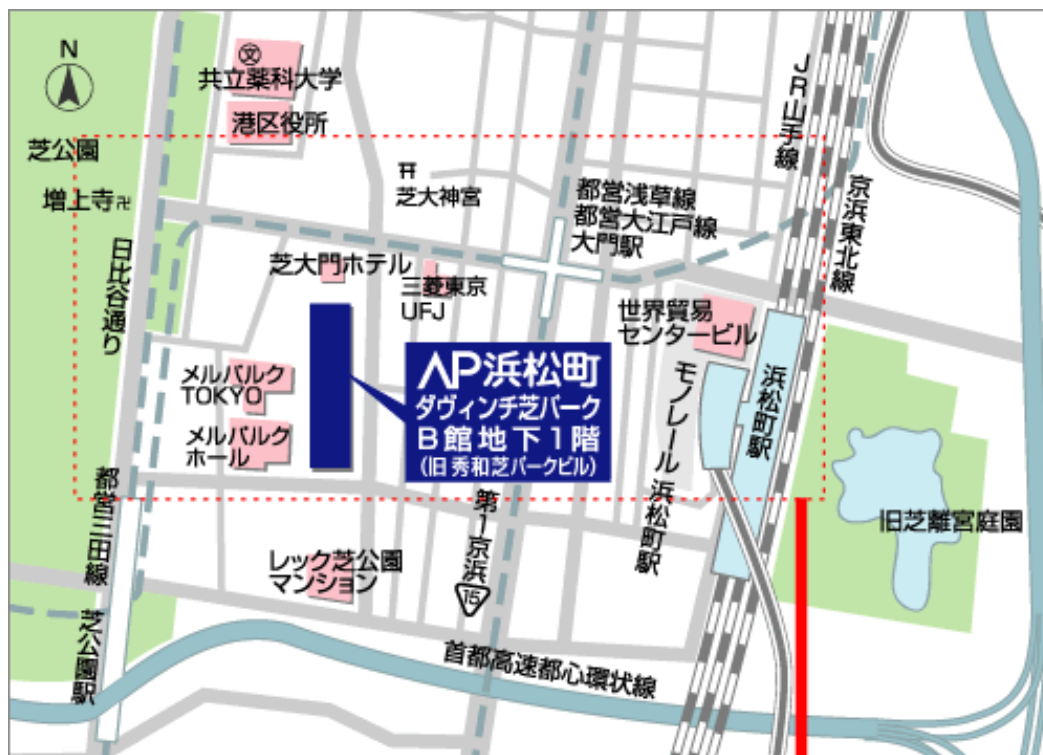 N
文
共立薬科大学
港区役所
芝公園
増上寺卍
芝大神宮
都営浅草線
都営大江戸線
大門駅
JR山手線
京浜東北線
日比谷通り
芝大門ホテル
三菱東京
UFJ
世界貿易
センタービル
メルパルク
TOKYO
メルパルク
ホール
AP浜松町
ダヴィンチ芝パーク
B館地下1階
(旧 秀和芝パークビル)
モノレール浜松町駅
浜松町駅
旧芝離宮庭園
第1京浜
15
レック芝公園
マンション
都営三田線
芝公園駅
首都高速都心環状線